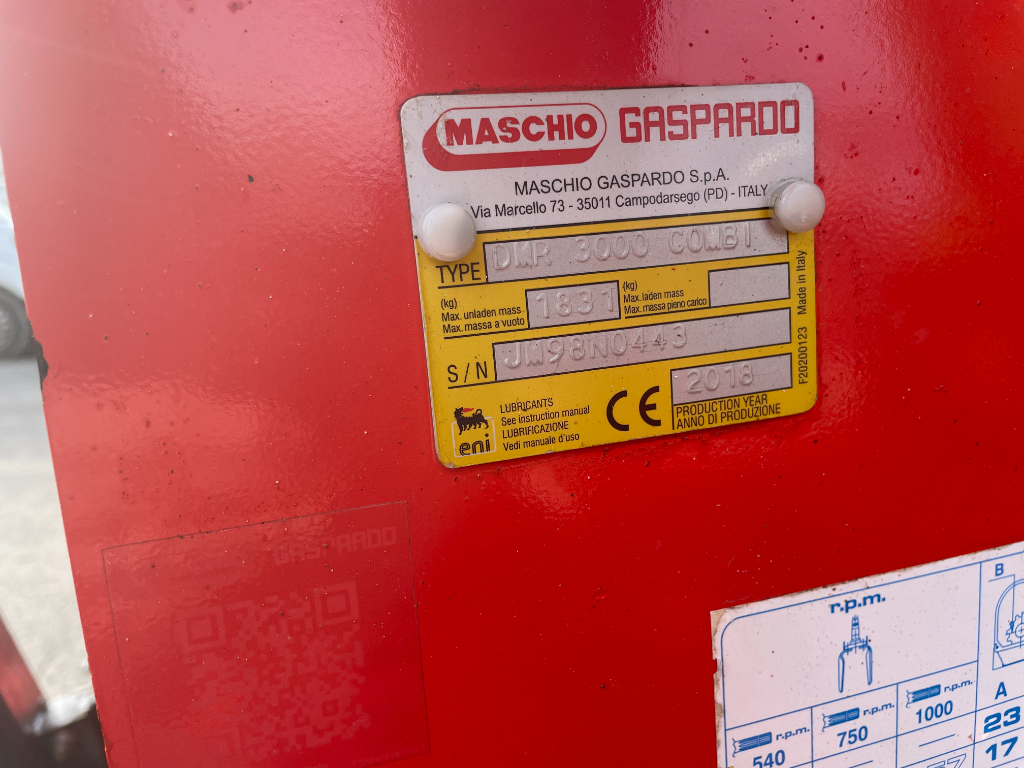 MASCHIO GASPARDO
MASCHIO GASPARDO S.p.A.
Via Marcello 73 - 35011 Campodarsego (PD) - ITALY
TYPE DMR 3000 COMBI
(kg)
Max. unladen mass
Max. massa a vuoto
1831
(kg)
Max. laden mass
Max. massa pieno carico
S/N JM98N0443
2018
PRODUCTION YEAR
ANNO DI PRODUZIONE
CE
eni
LUBRICANTS
See instruction manual
LUBRIFICAZIONE
Vedi manuale d'uso
F20200123 Made in Italy
GASPARDO
r.p.m.
B
r.p.m.
540
r.p.m.
750
r.p.m.
1000
A
23
17